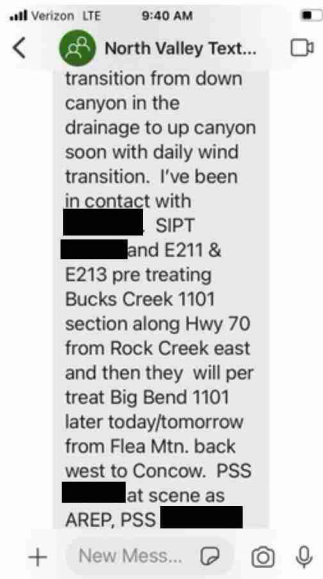 Verizon LTE 9:40 AM
North Valley Text...
transition from down
canyon in the
drainage to up canyon
soon with daily wind
transition. I've been
in contact with
. SIPT
and E211 &
E213 pre treating
Bucks Creek 1101
section along Hwy 70
from Rock Creek east
and then they will per
treat Big Bend 1101
later today/tomorrow
from Flea Mtn. back
west to Concow. PSS
at scene as
AREP, PSS
New Mess...